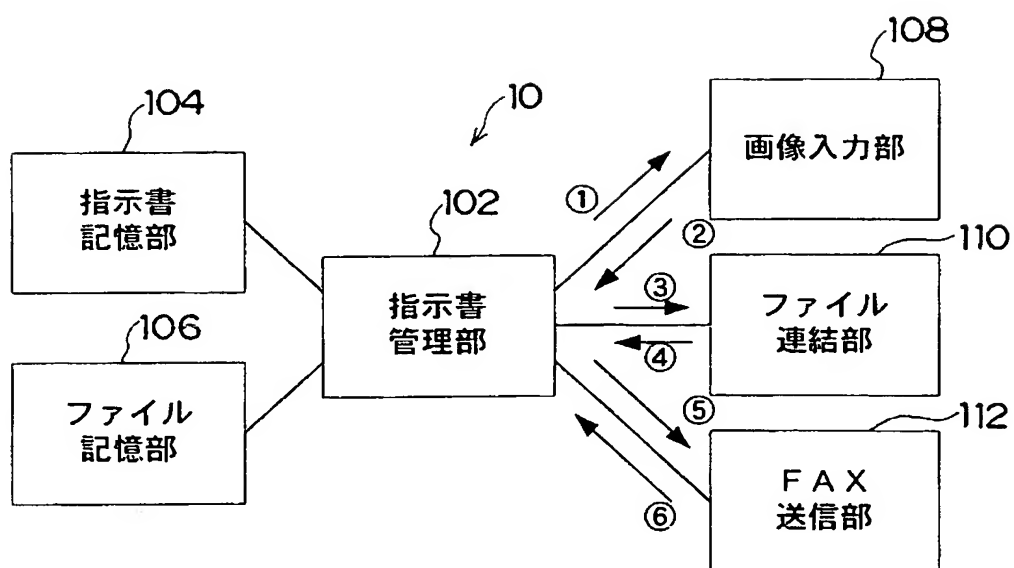 108
104
10
画像入力部
指示書
記憶部
①
102
②
110
指示書
管理部
③
ファイル
連結部
106
④
ファイル
記憶部
⑤
112
FAX
送信部
⑥